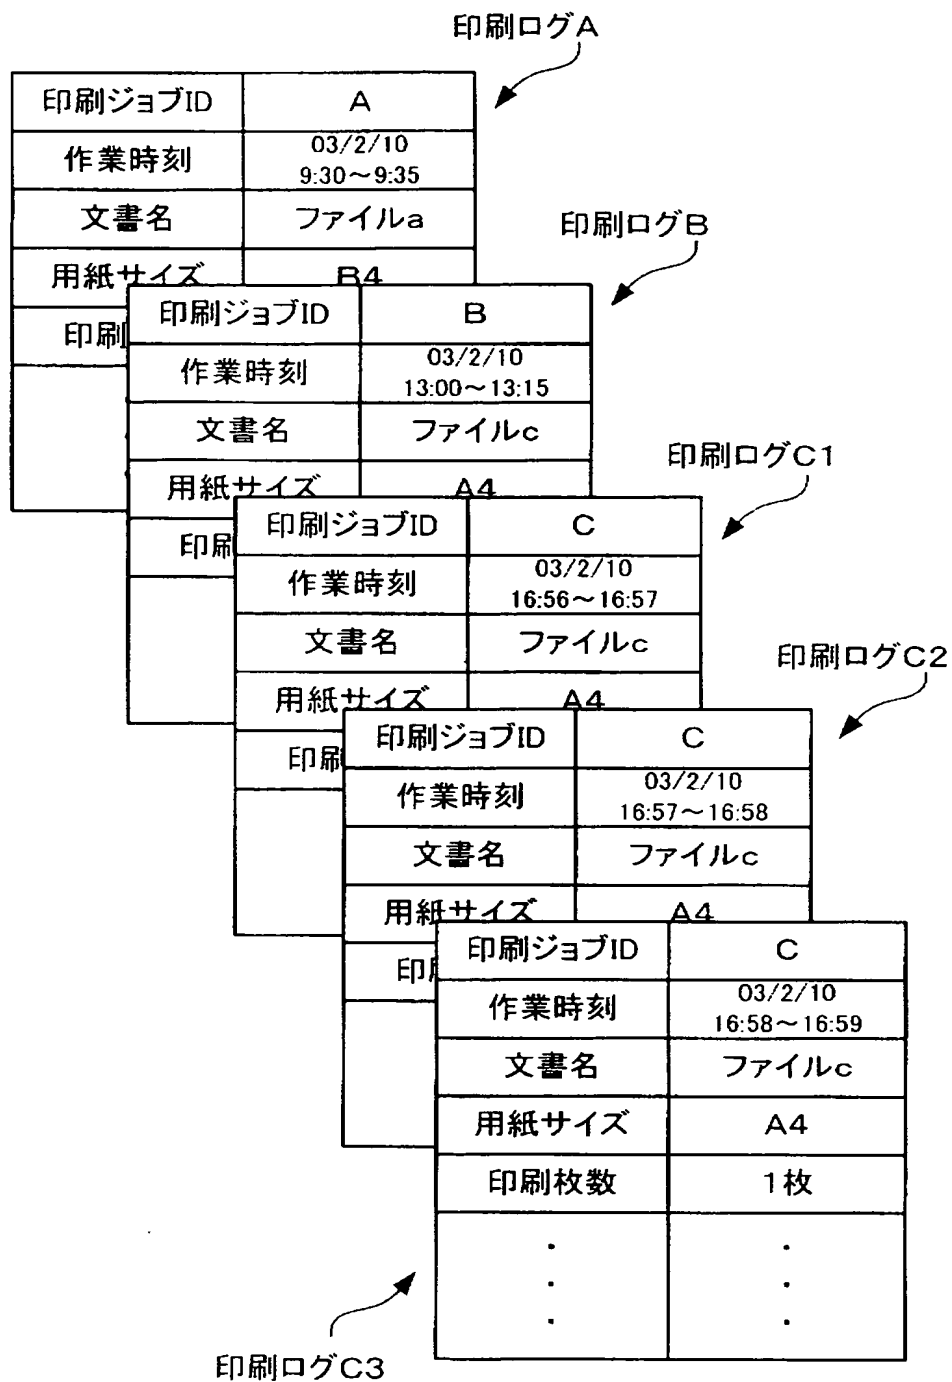 印刷ログA
印刷ジョブID A
作業時刻 03/2/10
9:30～9:35
文書名 ファイルa
用紙サイズ B4
印刷
印刷ログB
印刷ジョブID B
作業時刻 03/2/10
13:00～13:15
文書名 ファイルc
用紙サイズ A4
印刷
印刷ログC1
印刷ジョブID C
作業時刻 03/2/10
16:56～16:57
文書名 ファイルc
用紙サイズ A4
印刷
印刷ログC2
印刷ジョブID C
作業時刻 03/2/10
16:57～16:58
文書名 ファイルc
用紙サイズ A4
印刷
印刷ジョブID C
作業時刻 03/2/10
16:58～16:59
文書名 ファイルc
用紙サイズ A4
印刷枚数 1枚
印刷ログC3